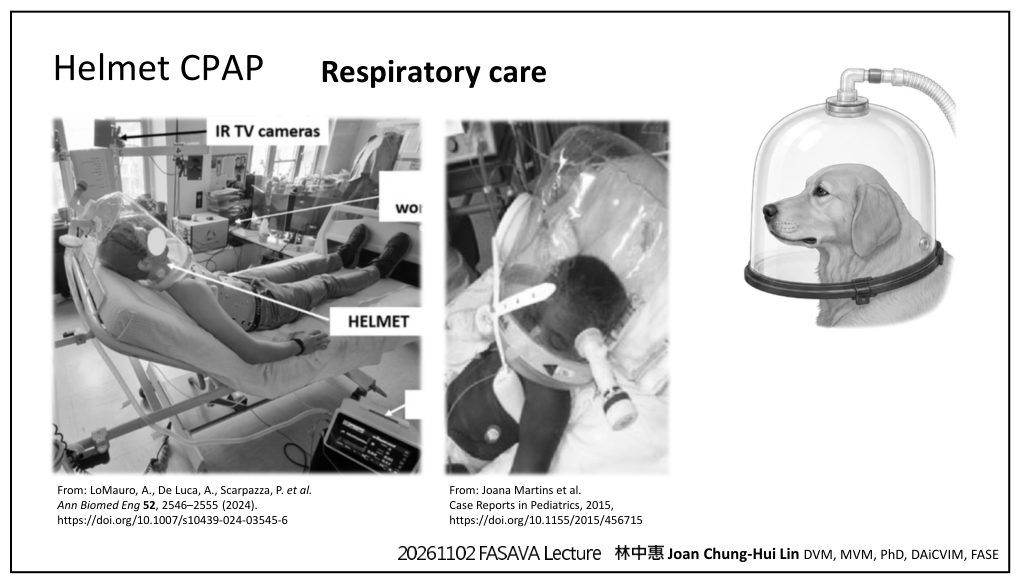 Helmet CPAP
Respiratory care
IR TV cameras
HELMET
From: LoMauro, A., De Luca, A., Scarpazza, P. et al.
Ann Biomed Eng 52, 2546–2555 (2024).
https://doi.org/10.1007/s10439-024-03545-6
From: Joana Martins et al.
Case Reports in Pediatrics, 2015,
https://doi.org/10.1155/2015/456715
20261102 FASAVA Lecture 林中惠 Joan Chung-Hui Lin DVM, MVM, PhD, DAiCVIM, FASE